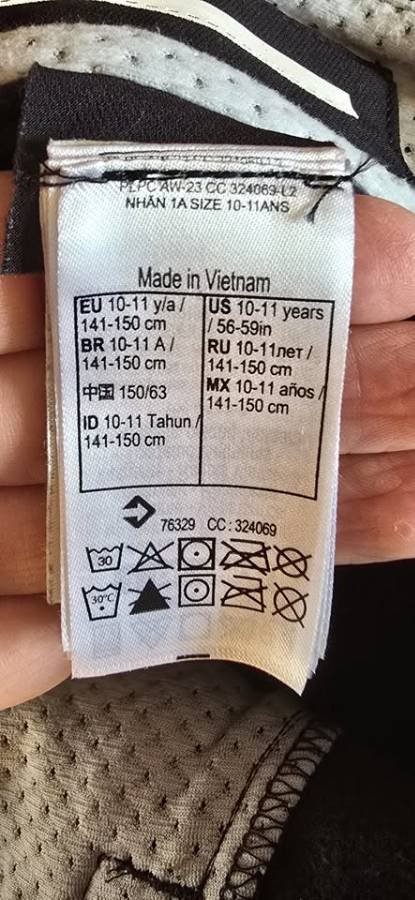 PLPC AW-23 CC 324069-L2
NHÃN 1A SIZE 10-11ANS
Made in Vietnam
EU 10-11 y/a /
141-150 cm
BR 10-11 A /
141-150 cm
中国 150/63
ID 10-11 Tahun /
141-150 cm
US 10-11 years
/ 56-59in
RU 10-11лет /
141-150 cm
MX 10-11 años /
141-150 cm
76329 CC : 324069
30
30°C